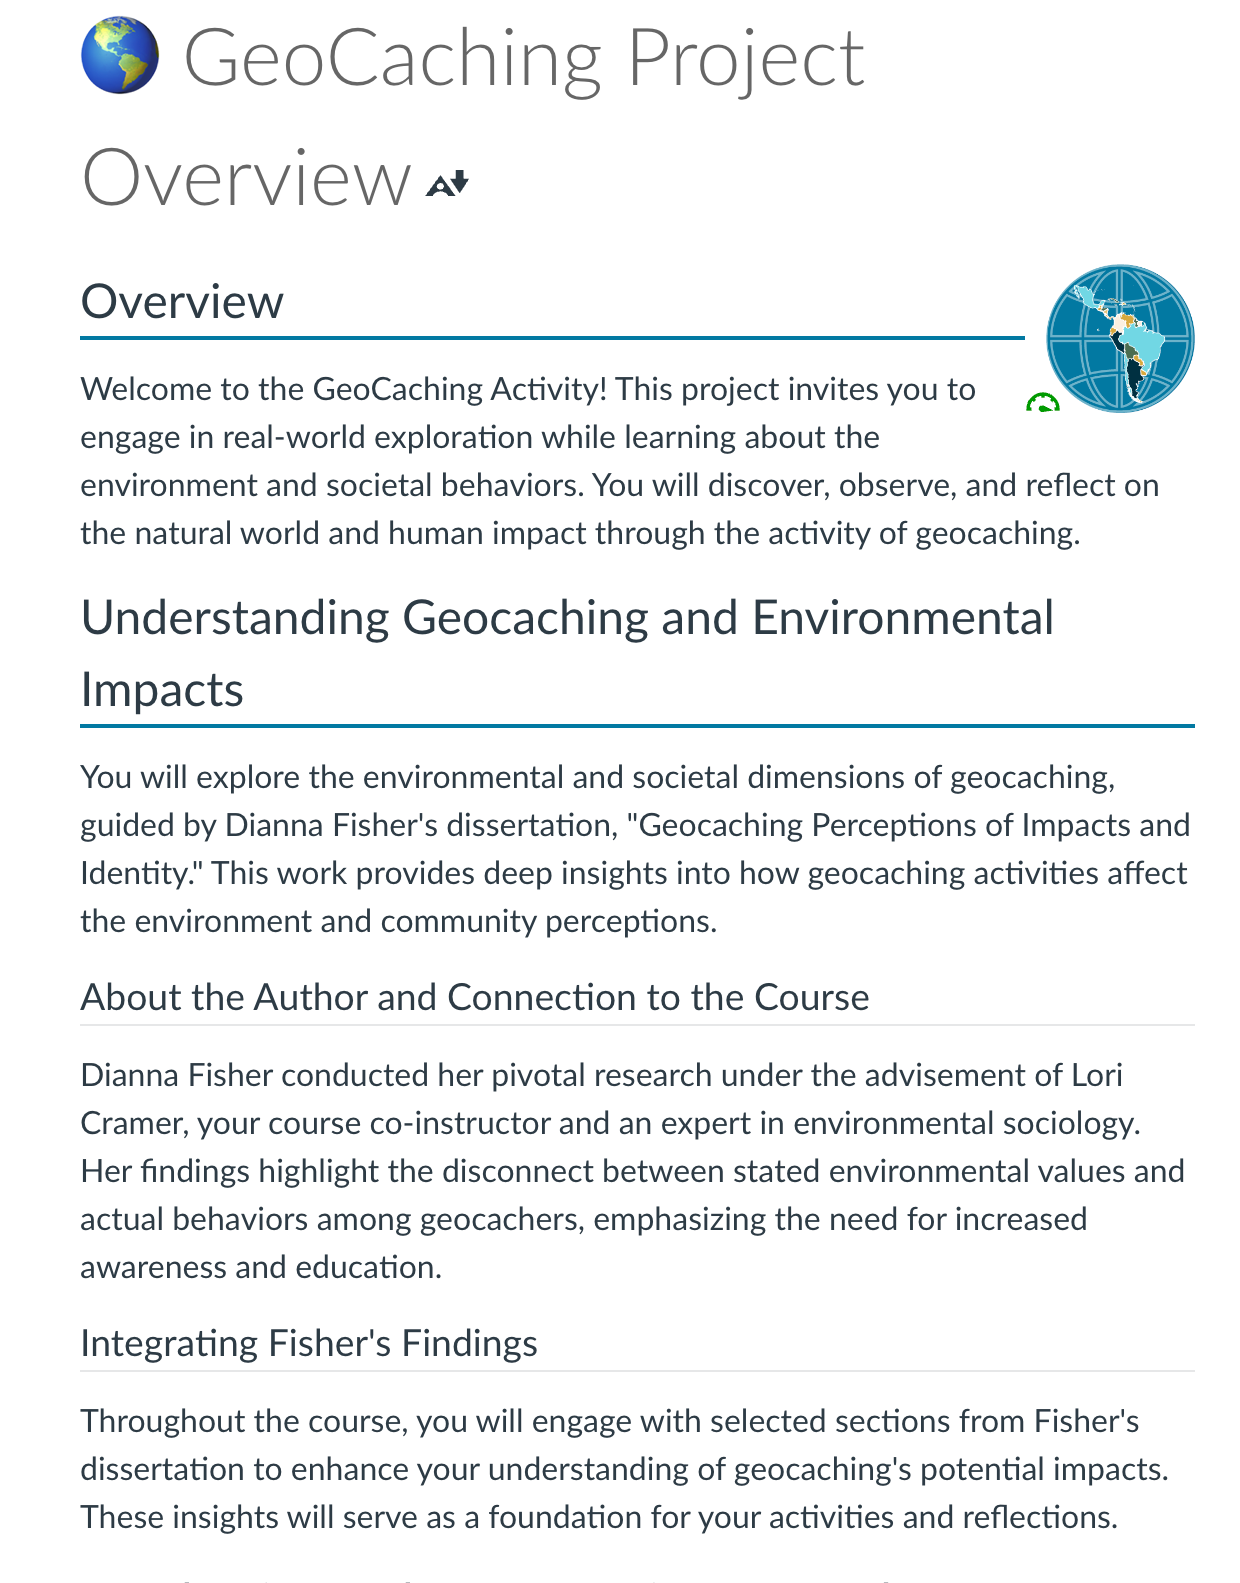 GeoCaching Project
Overview
Overview
Welcome to the GeoCaching Activity! This project invites you to
engage in real-world exploration while learning about the
environment and societal behaviors. You will discover, observe, and reflect on
the natural world and human impact through the activity of geocaching.
Understanding Geocaching and Environmental
Impacts
You will explore the environmental and societal dimensions of geocaching,
guided by Dianna Fisher's dissertation, "Geocaching Perceptions of Impacts and
Identity." This work provides deep insights into how geocaching activities affect
the environment and community perceptions.
About the Author and Connection to the Course
Dianna Fisher conducted her pivotal research under the advisement of Lori
Cramer, your course co-instructor and an expert in environmental sociology.
Her findings highlight the disconnect between stated environmental values and
actual behaviors among geocachers, emphasizing the need for increased
awareness and education.
Integrating Fisher's Findings
Throughout the course, you will engage with selected sections from Fisher's
dissertation to enhance your understanding of geocaching's potential impacts.
These insights will serve as a foundation for your activities and reflections.